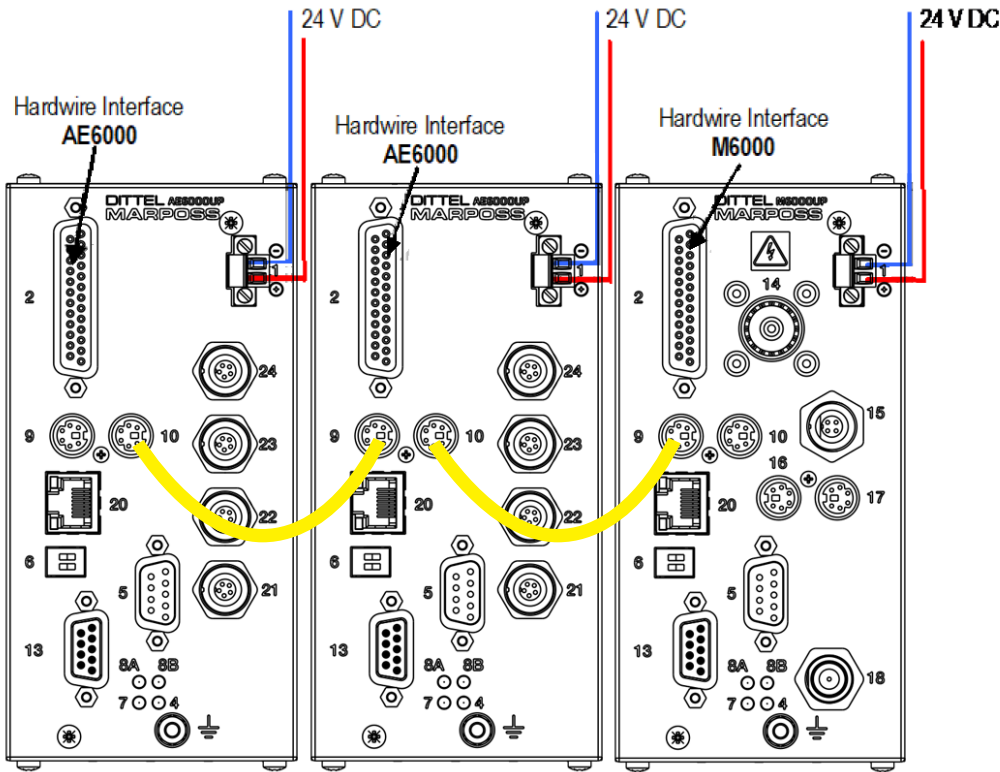 24 V DC
24 V DC
24 V DC
Hardwire Interface
AE6000
Hardwire Interface
AE6000
Hardwire Interface
M6000
DITTEL AE6000UP
MARPOSS
1
2
24
23
22
21
9
10
20
6
5
13
8A 8B
7 4
DITTEL AE6000UP
MARPOSS
1
2
24
23
22
21
9
10
20
6
5
13
8A 8B
7 4
DITTEL M6000UP
MARPOSS
1
2
14
15
9
10
16
17
20
6
5
13
8A 8B
7 4
18